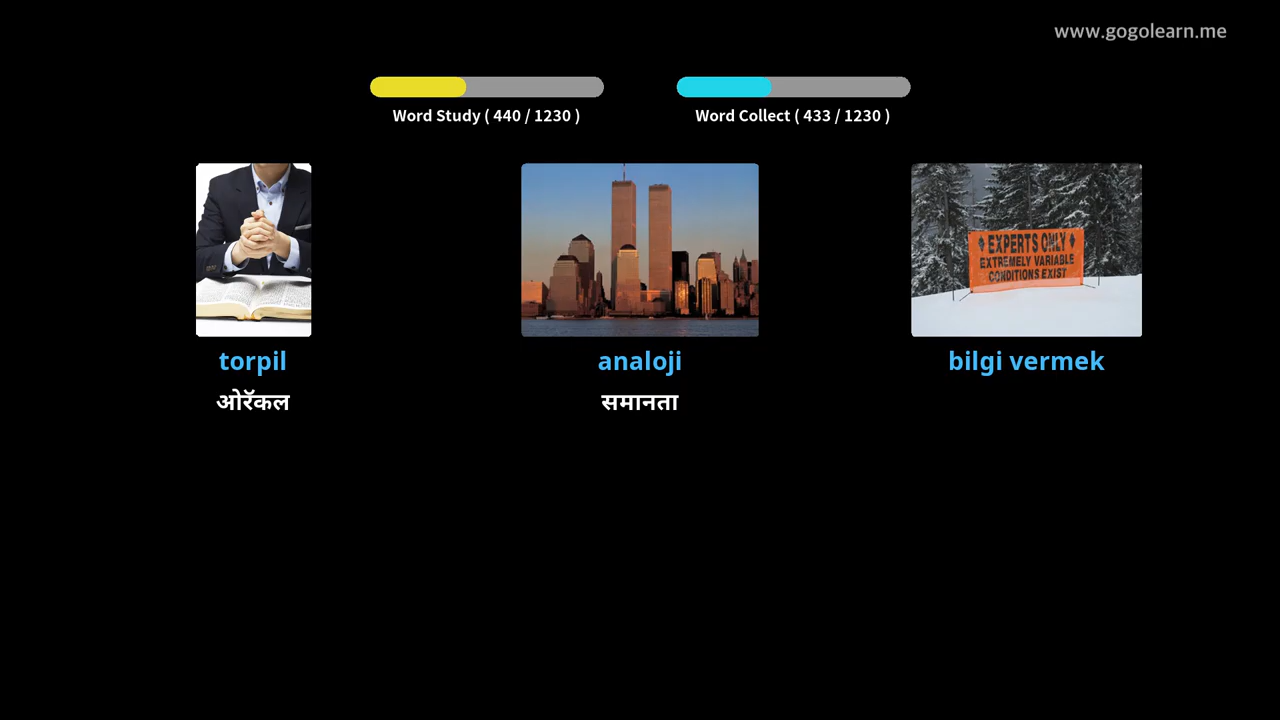 www.gogolearn.me
Word Study ( 440 / 1230 )
Word Collect ( 433 / 1230 )
EXPERTS ONLY
EXTREMELY VARIABLE
CONDITIONS EXIST
torpil
analoji
bilgi vermek
ओरॅकल
समानता